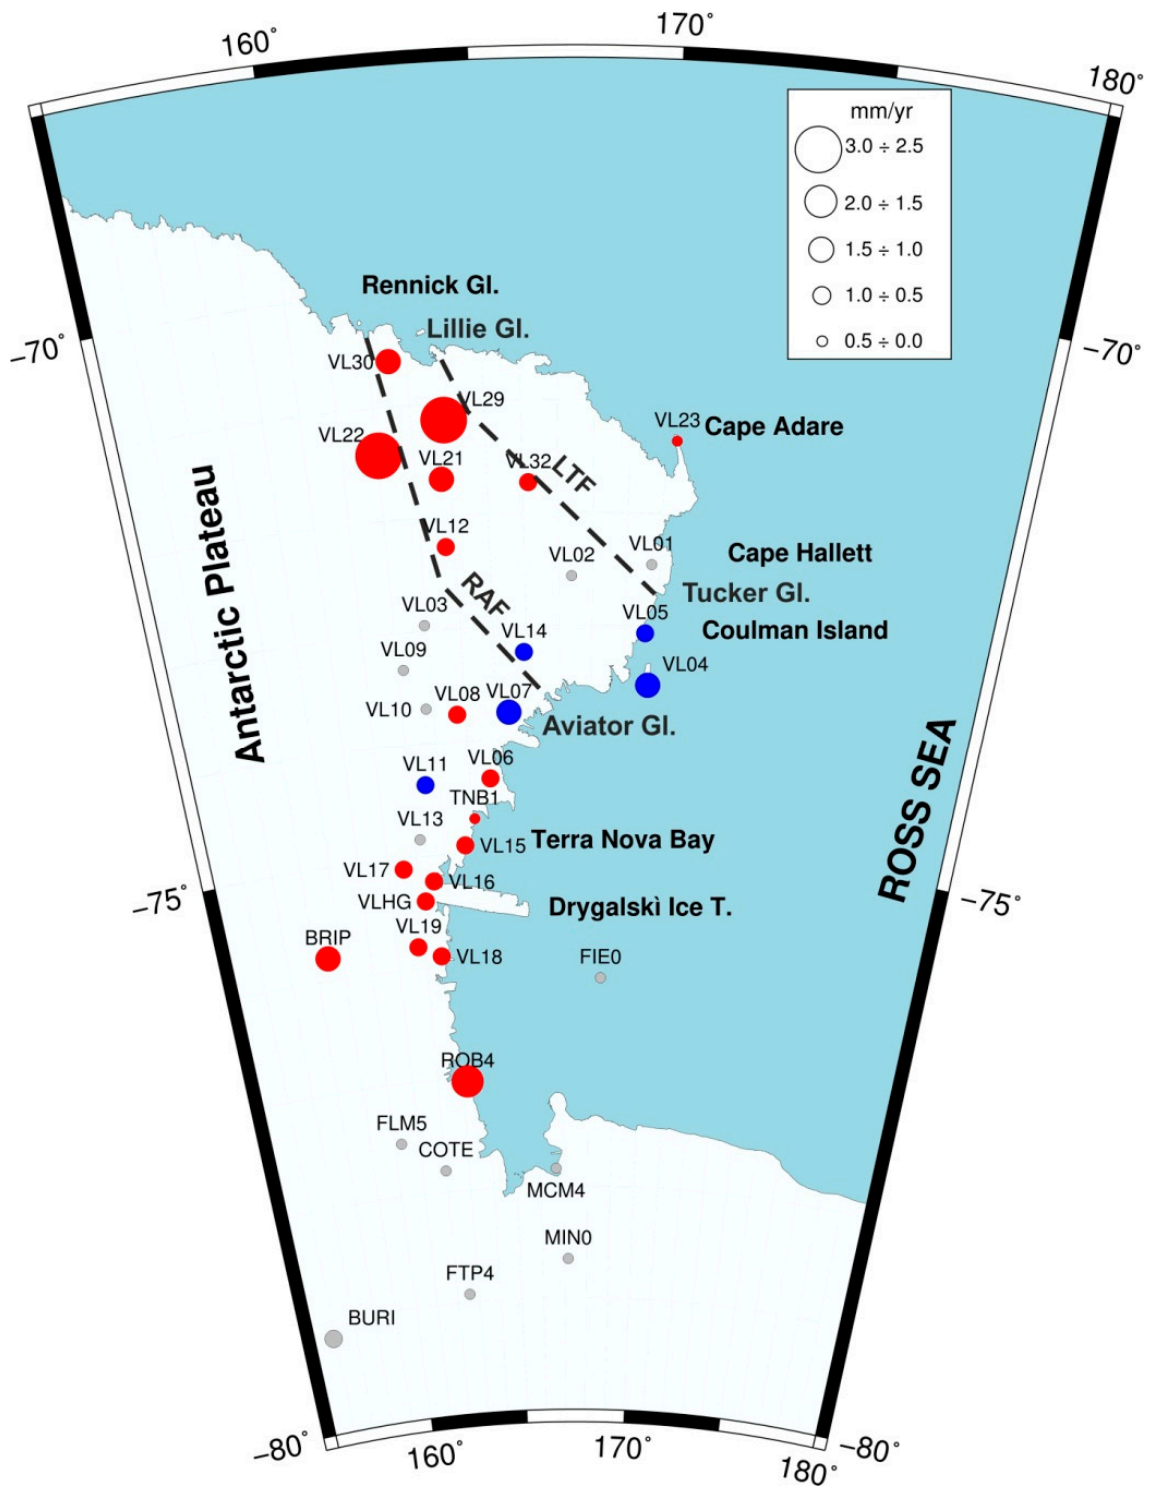 160°
170°
180°
mm/yr
3.0 ÷ 2.5
2.0 ÷ 1.5
1.5 ÷ 1.0
1.0 ÷ 0.5
0.5 ÷ 0.0
Rennick Gl.
Lillie Gl.
−70°
−70°
VL30
VL29
VL23 Cape Adare
VL22
VL21
VL32
LTF
VL12
VL01
Cape Hallett
VL02
Antarctic Plateau
RAF
Tucker Gl.
VL03
VL05
VL14
Coulman Island
VL09
VL04
VL08
VL07
VL10
Aviator Gl.
ROSS SEA
VL06
VL11
TNB1
VL13
VL15
Terra Nova Bay
VL17
VL16
−75°
−75°
VLHG
Drygalskì Ice T.
VL19
BRIP
VL18
FIE0
ROB4
FLM5
COTE
MCM4
MIN0
FTP4
BURI
−80°
160°
170°
180°
−80°